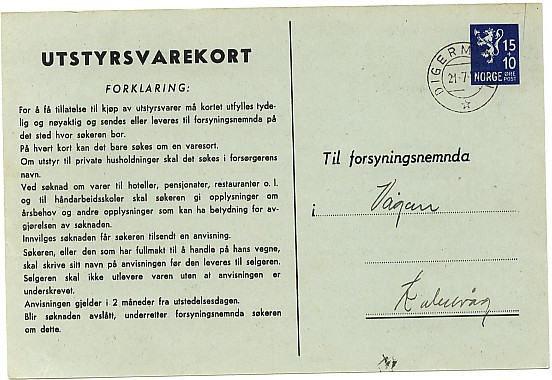 UTSTYRSVAREKORT
FORKLARING:
For å få tillatelse til kjøp av utstyrsvarer må kortet utfylles tyde-
lig og nøyaktig og sendes eller leveres til forsyningsnemnda på
det sted hvor søkeren bor.
På hvert kort kan det bare søkes om en varesort.
Om utstyr til private husholdninger skal det søkes i forsørgerens
navn.
Ved søknad om varer til hoteller, pensjonater, restauranter o. l.
og til håndarbeidsskoler skal søkeren gi opplysninger om
årsbehov og andre opplysninger som kan ha betydning for av-
gjørelsen av søknaden.
Innvilges søknaden får søkeren tilsendt en anvisning.
Søkeren, eller den som har fullmakt til å handle på hans vegne,
skal skrive sitt navn på anvisningen før den leveres til selgeren.
Selgeren skal ikke utlevere varen uten at anvisningen er
underskrevet.
Anvisningen gjelder i 2 måneder fra utstedelsesdagen.
Blir søknaden avslått, underretter forsyningsnemnda søkeren
om dette.
DIGERM
21-7
15
+
10
NORGE ØRE
POST
Til forsyningsnemnda
i Vågan